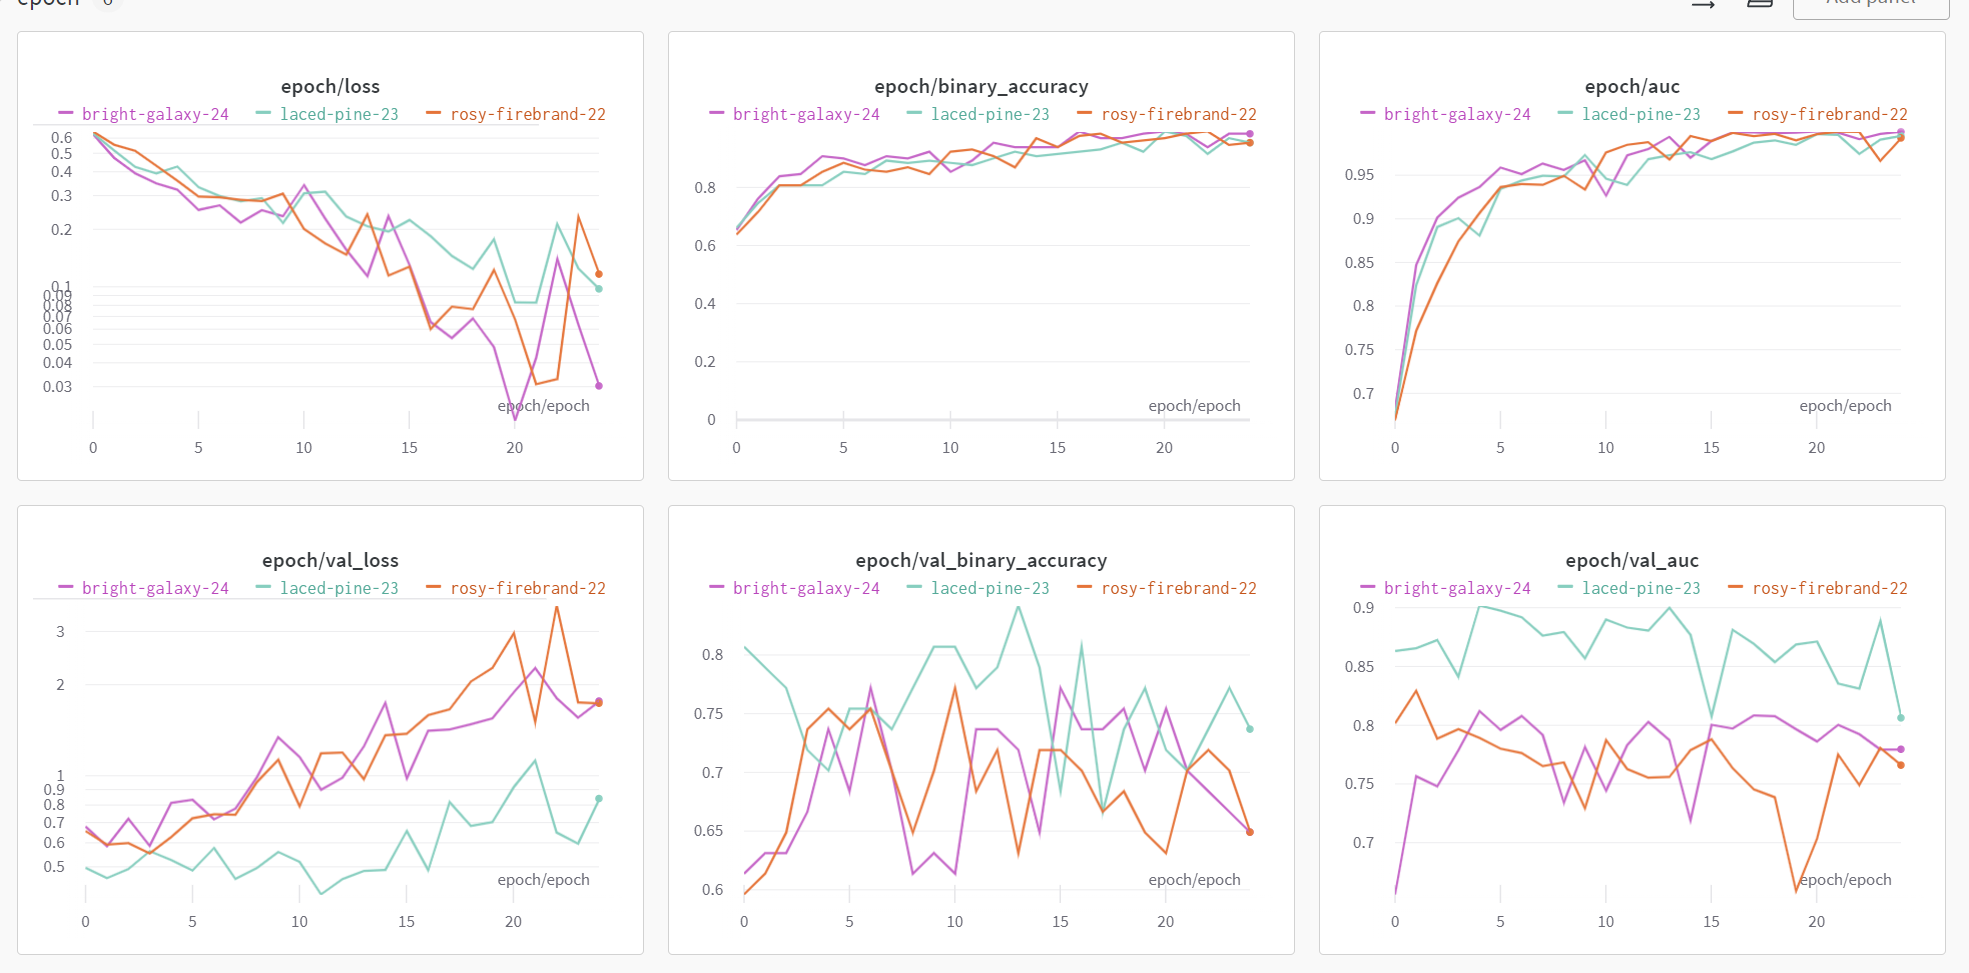 epoch 6
Add panel
epoch/loss
bright-galaxy-24 laced-pine-23 rosy-firebrand-22
0.6
0.5
0.4
0.3
0.2
0.1
0.09
0.08
0.07
0.06
0.05
0.04
0.03
epoch/epoch
0 5 10 15 20
epoch/binary_accuracy
bright-galaxy-24 laced-pine-23 rosy-firebrand-22
0.8
0.6
0.4
0.2
0
epoch/epoch
0 5 10 15 20
epoch/auc
bright-galaxy-24 laced-pine-23 rosy-firebrand-22
0.95
0.9
0.85
0.8
0.75
0.7
epoch/epoch
0 5 10 15 20
epoch/val_loss
bright-galaxy-24 laced-pine-23 rosy-firebrand-22
3
2
1
0.9
0.8
0.7
0.6
0.5
epoch/epoch
0 5 10 15 20
epoch/val_binary_accuracy
bright-galaxy-24 laced-pine-23 rosy-firebrand-22
0.8
0.75
0.7
0.65
0.6
epoch/epoch
0 5 10 15 20
epoch/val_auc
bright-galaxy-24 laced-pine-23 rosy-firebrand-22
0.9
0.85
0.8
0.75
0.7
epoch/epoch
0 5 10 15 20